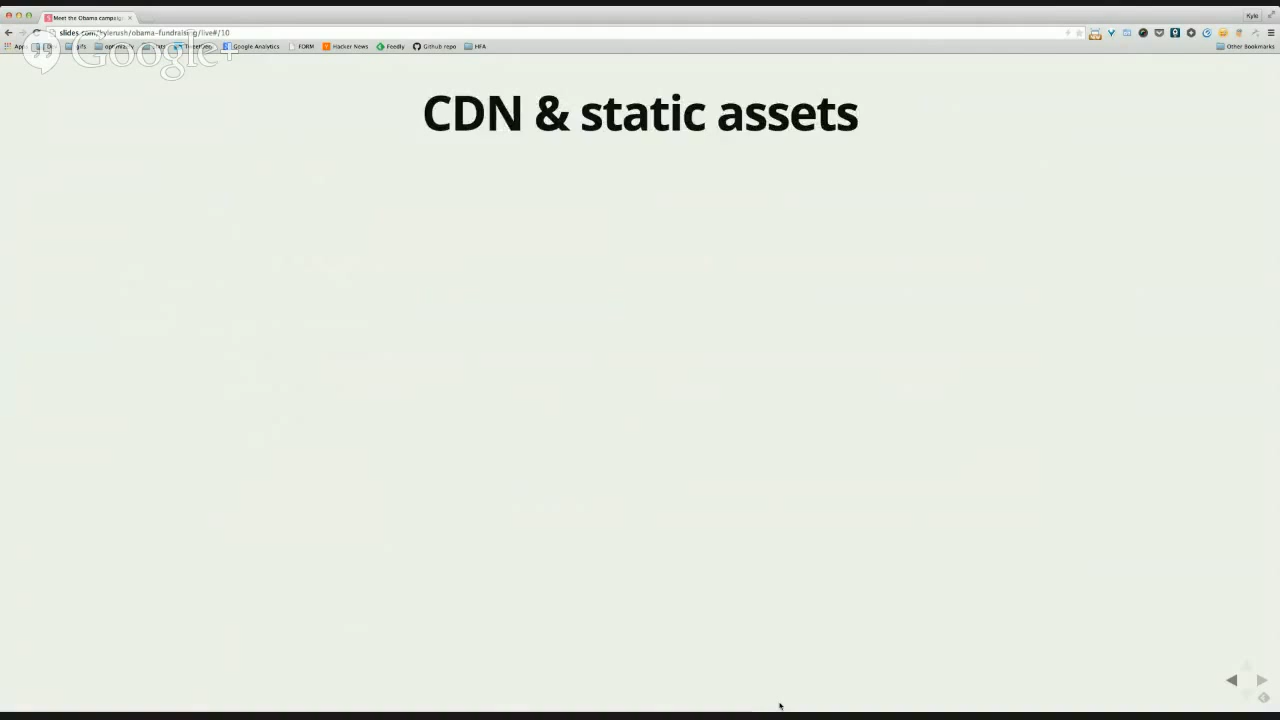 Meet the Obama campaign
Kyle
slides.com/kylerush/obama-fundraising/live#/10
Google Analytics
FORM
Hacker News
Feedly
Github repo
HFA
Other Bookmarks
Google+
CDN & static assets